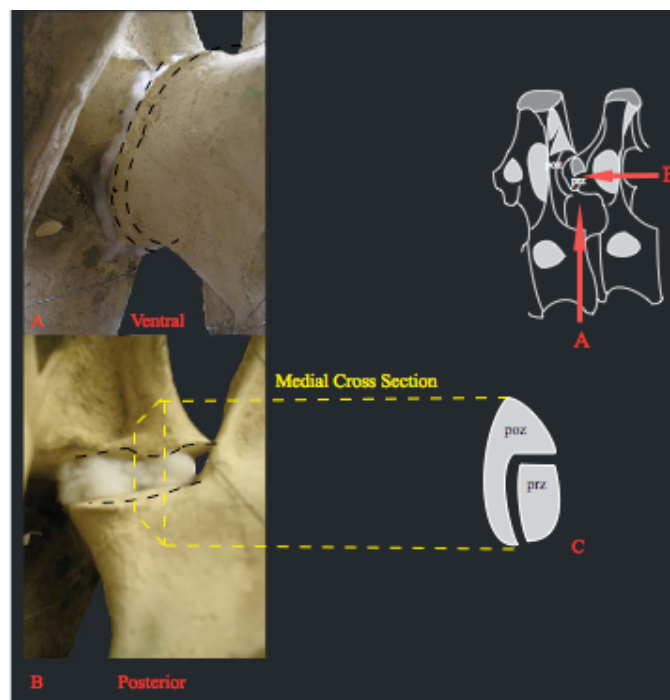 poz
prz
B
A
A
Ventral
Medial Cross Section
poz
prz
C
B
Posterior